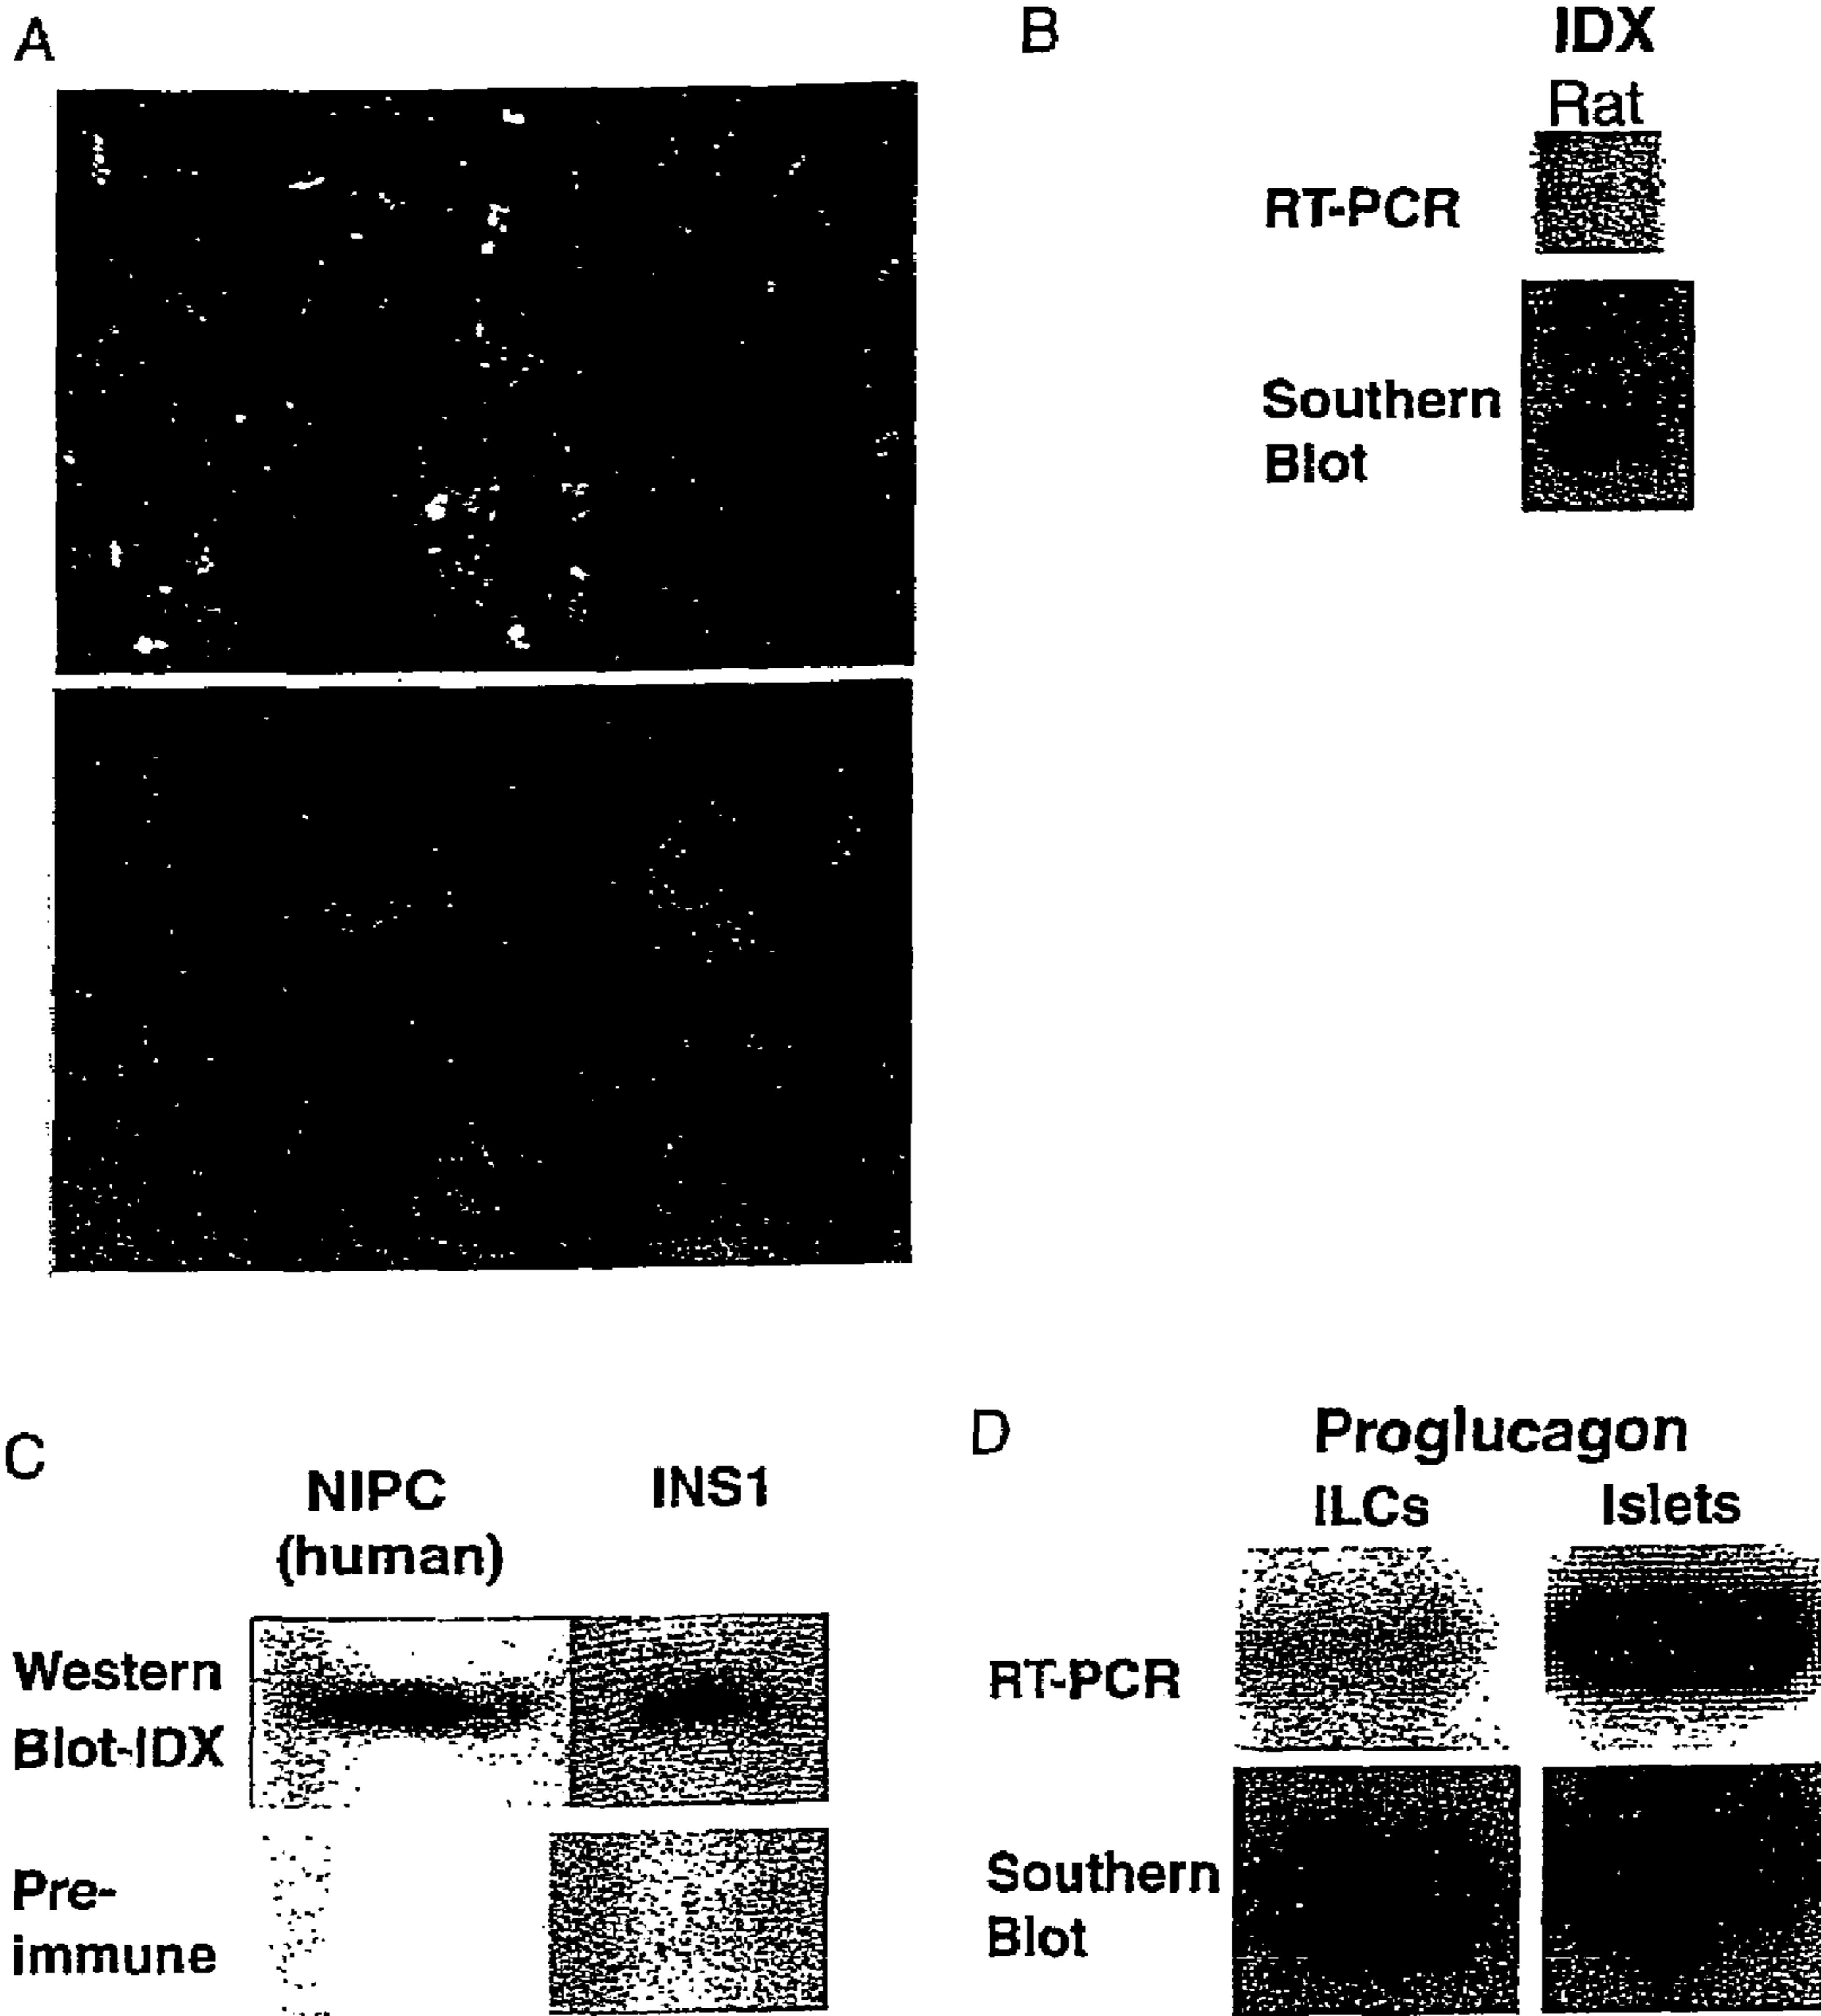 A
B
IDX
Rat
RT-PCR
Southern
Blot
C
NIPC
(human)
INS1
Western
Blot-IDX
Pre-
immune
D
Proglucagon
ILCs
Islets
RT-PCR
Southern
Blot